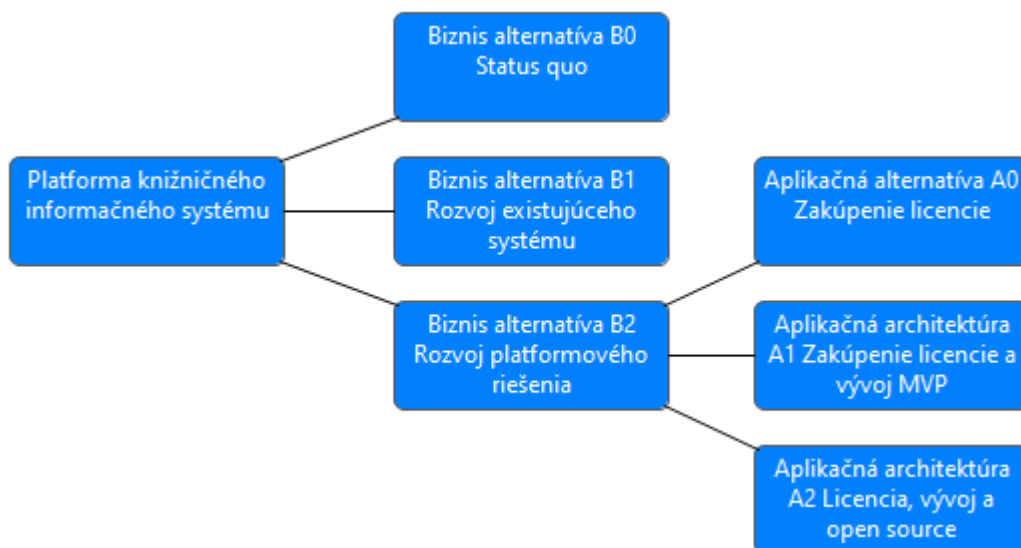 Biznis alternatíva B0
Status quo
Platforma knižničného
informačného systému
Biznis alternatíva B1
Rozvoj existujúceho
systému
Aplikačná alternatíva A0
Zakúpenie licencie
Biznis alternatíva B2
Rozvoj platformového
riešenia
Aplikačná architektúra
A1 Zakúpenie licencie a
vývoj MVP
Aplikačná architektúra
A2 Licencia, vývoj a
open source